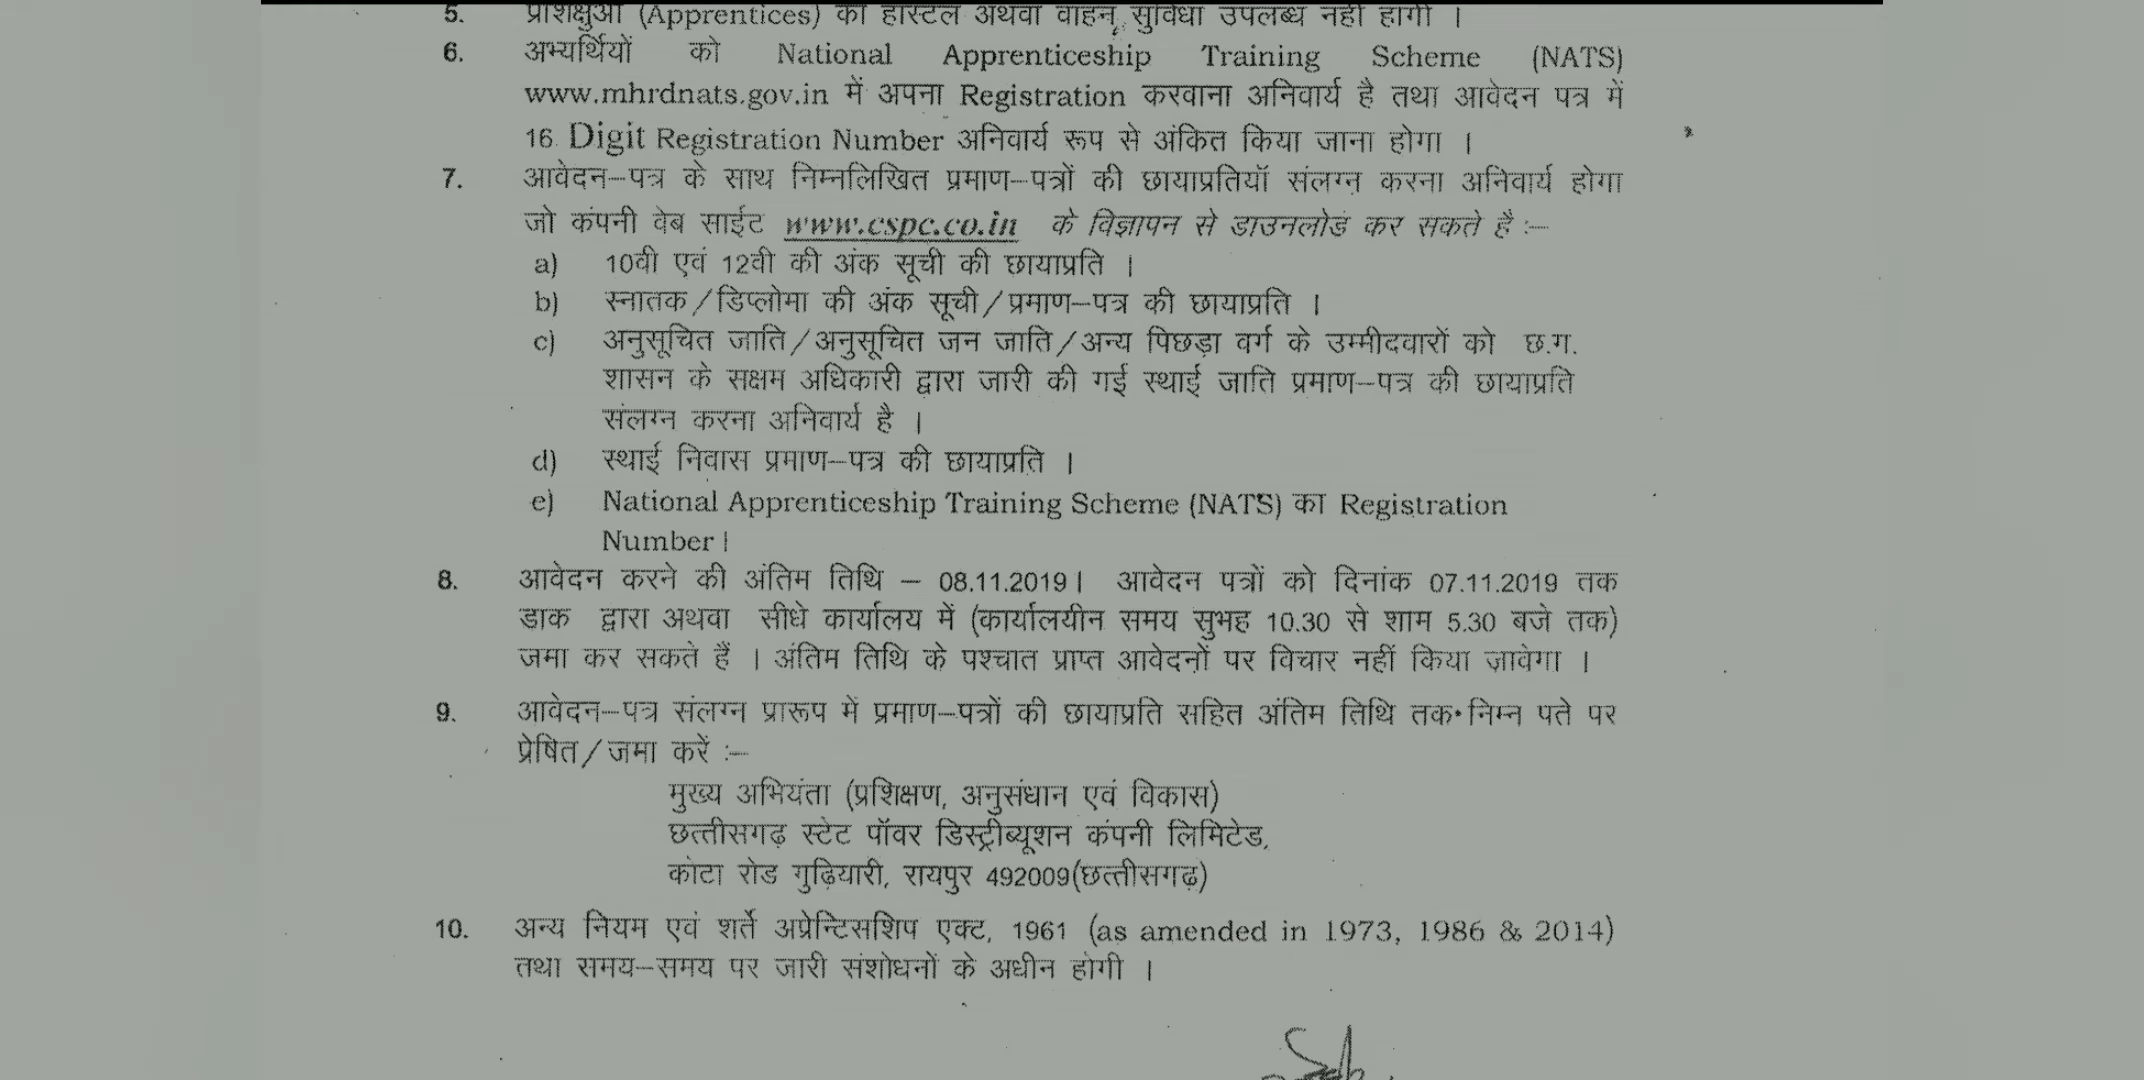 5. प्रशिक्षुओं (Apprentices) को हॉस्टल अथवा वाहन सुविधा उपलब्ध नहीं होगी ।
6. अभ्यर्थियों को National Apprenticeship Training Scheme (NATS)
www.mhrdnats.gov.in में अपना Registration करवाना अनिवार्य है तथा आवेदन पत्र में
16 Digit Registration Number अनिवार्य रूप से अंकित किया जाना होगा ।
7. आवेदन–पत्र के साथ निम्नलिखित प्रमाण–पत्रों की छायाप्रतियॉ संलग्न करना अनिवार्य होगा
जो कंपनी वेब साईट www.cspc.co.in के विज्ञापन से डाउनलोड कर सकते है :–
a) 10वी एवं 12वी की अंक सूची की छायाप्रति ।
b) स्नातक/डिप्लोमा की अंक सूची/प्रमाण–पत्र की छायाप्रति ।
c) अनुसूचित जाति/अनुसूचित जन जाति/अन्य पिछड़ा वर्ग के उम्मीदवारों को छ.ग.
शासन के सक्षम अधिकारी द्वारा जारी की गई स्थाई जाति प्रमाण–पत्र की छायाप्रति
संलग्न करना अनिवार्य है ।
d) स्थाई निवास प्रमाण–पत्र की छायाप्रति ।
e) National Apprenticeship Training Scheme (NATS) का Registration
Number।
8. आवेदन करने की अंतिम तिथि – 08.11.2019। आवेदन पत्रों को दिनांक 07.11.2019 तक
डाक द्वारा अथवा सीधे कार्यालय में (कार्यालयीन समय सुभह 10.30 से शाम 5.30 बजे तक)
जमा कर सकते हैं । अंतिम तिथि के पश्चात प्राप्त आवेदनों पर विचार नहीं किया जावेगा ।
9. आवेदन–पत्र संलग्न प्रारूप में प्रमाण–पत्रों की छायाप्रति सहित अंतिम तिथि तक निम्न पते पर
प्रेषित/जमा करें :–
मुख्य अभियंता (प्रशिक्षण, अनुसंधान एवं विकास)
छत्तीसगढ़ स्टेट पॉवर डिस्ट्रीब्यूशन कंपनी लिमिटेड,
कोटा रोड गुढ़ियारी, रायपुर 492009(छत्तीसगढ़)
10. अन्य नियम एवं शर्ते अप्रेन्टिसशिप एक्ट, 1961 (as amended in 1973, 1986 & 2014)
तथा समय–समय पर जारी संशोधनों के अधीन होगी ।